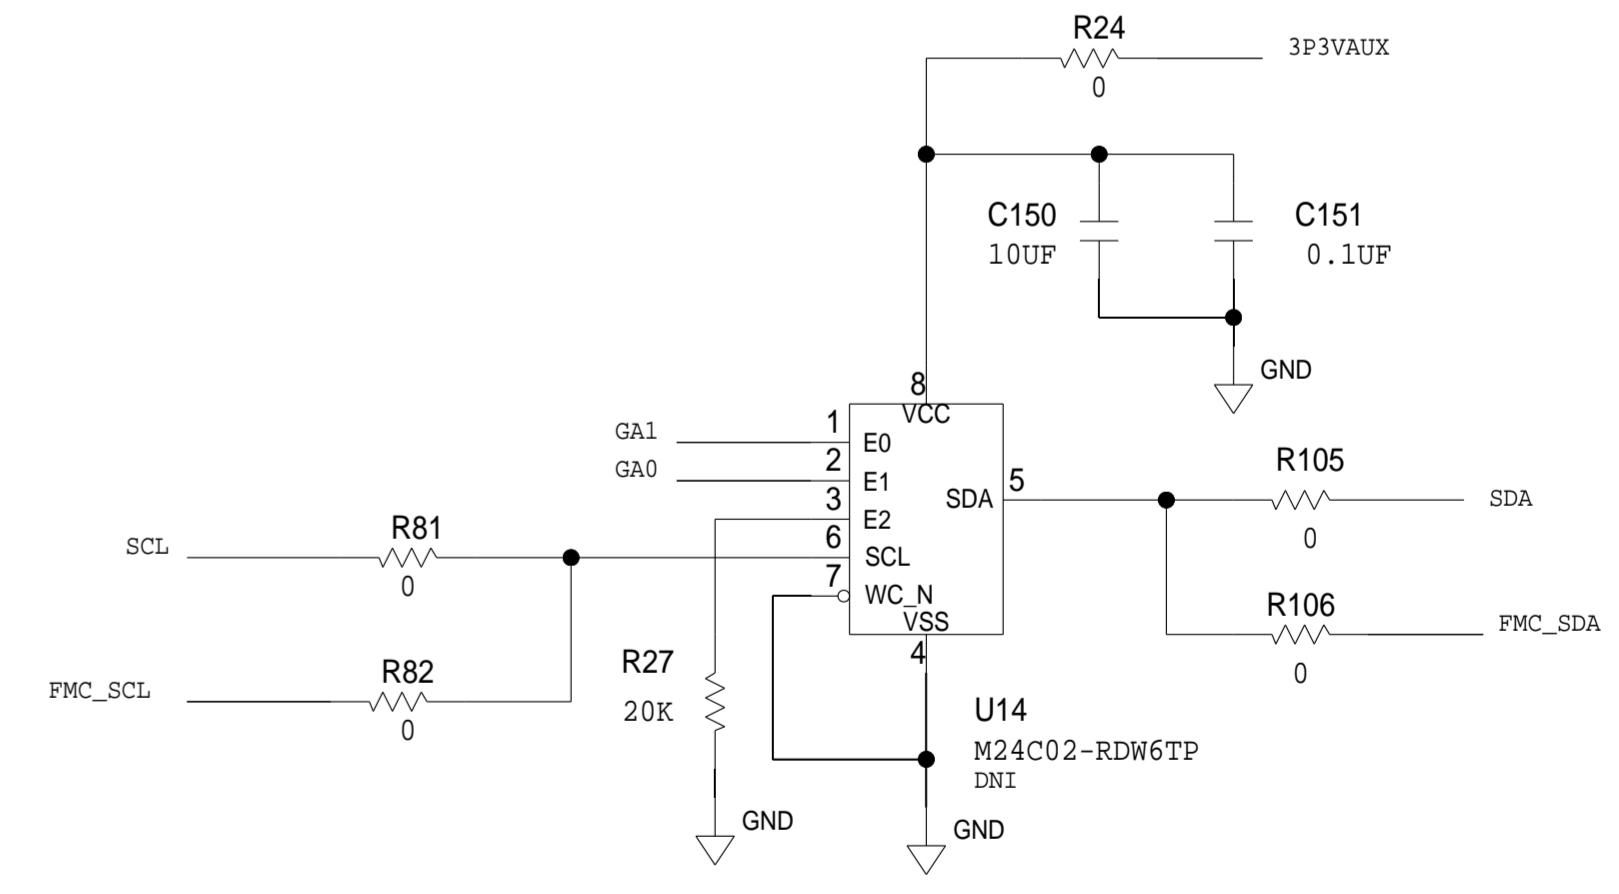 R24
3P3VAUX
0
C150
10UF
C151
0.1UF
GND
8
VCC
1
GA1
E0
2
GA0
E1
3
E2
6
SCL
7
WC_N
VSS
4
SDA
5
R105
SDA
0
R106
FMC_SDA
0
R81
SCL
0
R82
FMC_SCL
0
R27
20K
GND
U14
M24C02-RDW6TP
DNI
GND